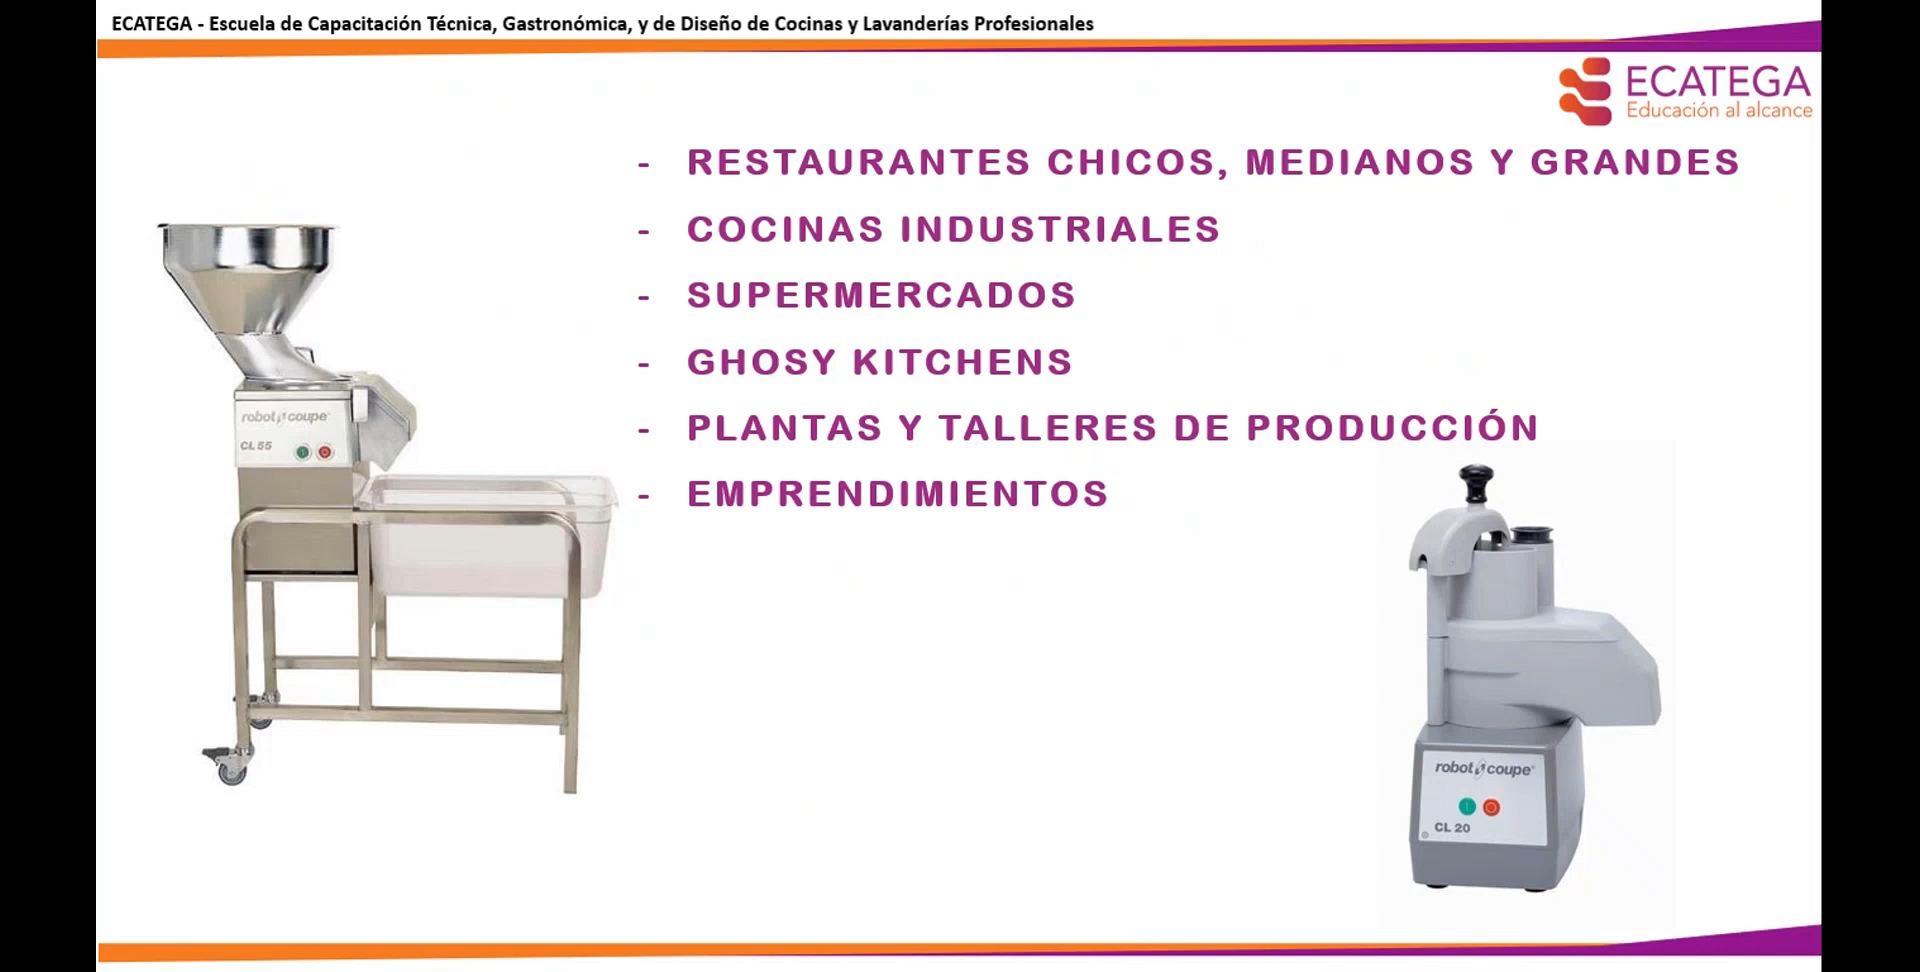 ECATEGA - Escuela de Capacitación Técnica, Gastronómica, y de Diseño de Cocinas y Lavanderías Profesionales
ECATEGA
Educación al alcance
- RESTAURANTES CHICOS, MEDIANOS Y GRANDES
- COCINAS INDUSTRIALES
- SUPERMERCADOS
- GHOSY KITCHENS
- PLANTAS Y TALLERES DE PRODUCCIÓN
- EMPRENDIMIENTOS
robot coupe®
CL 55
robot coupe®
CL 20